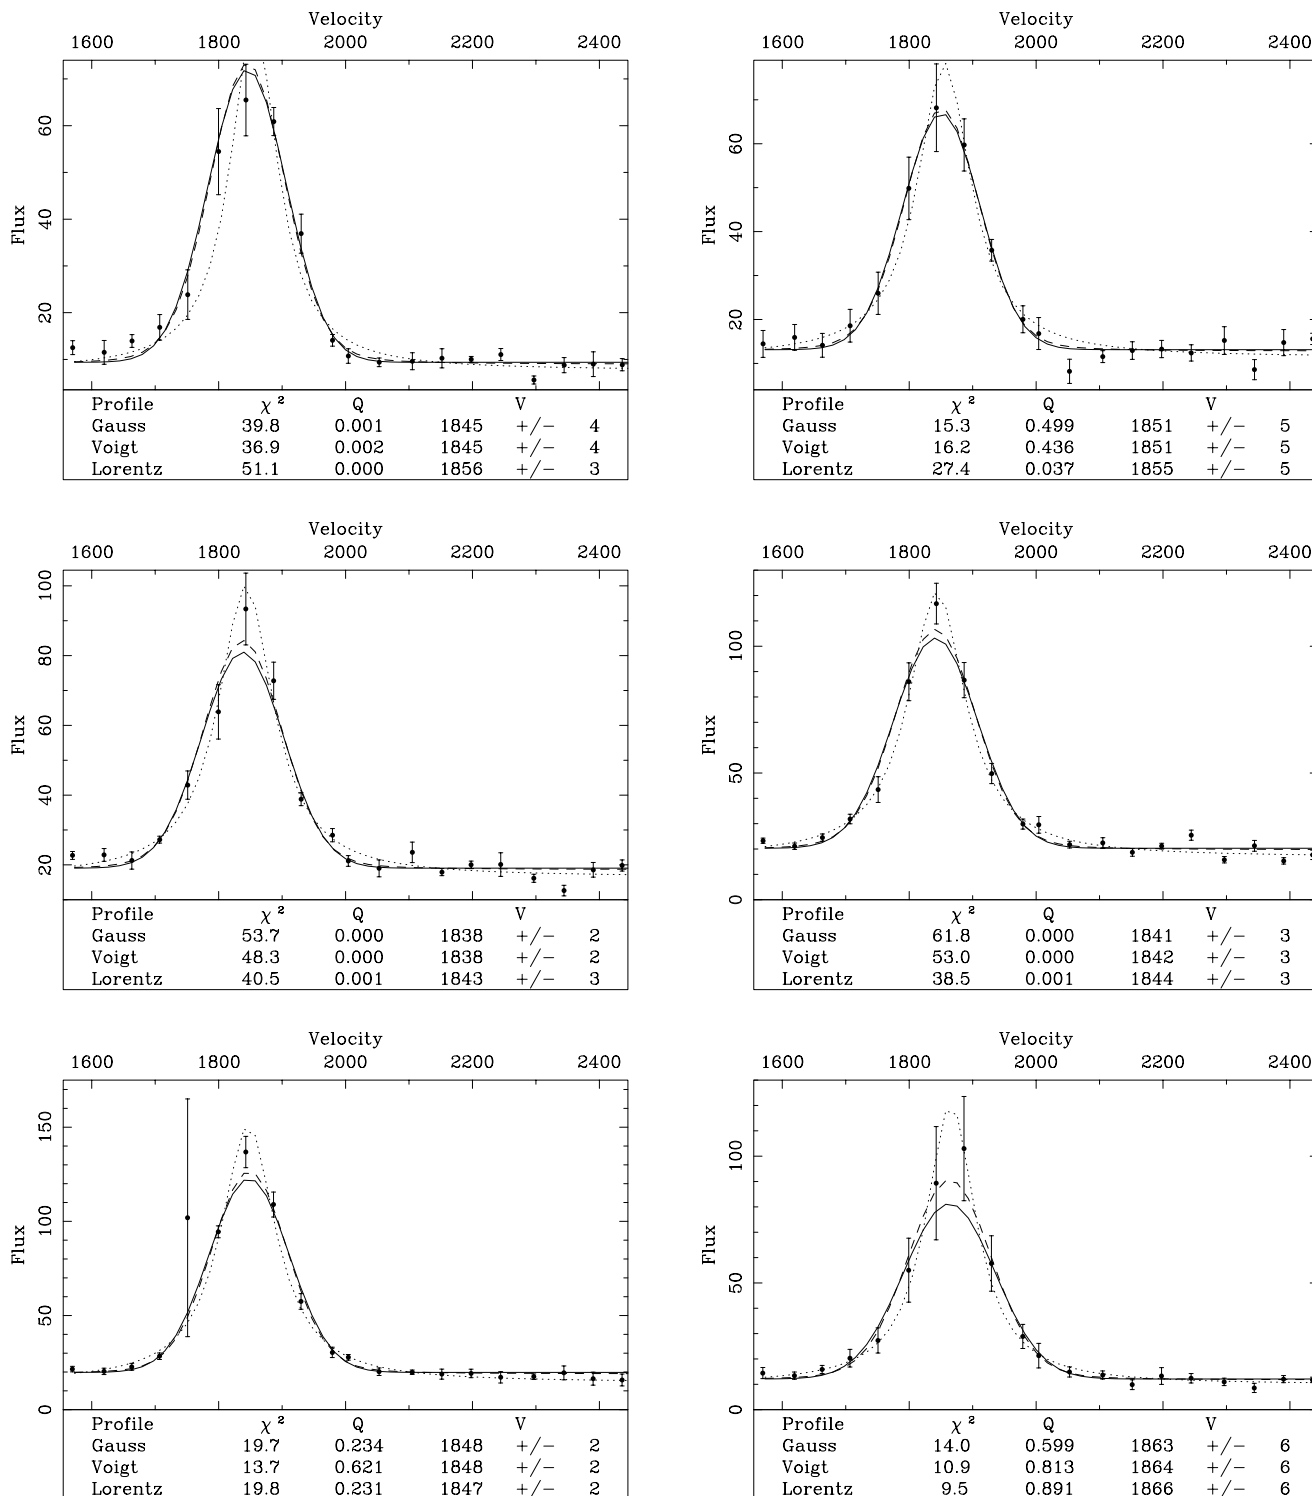 Velocity
1600 1800 2000 2200 2400
Flux
20 40 60
Profile χ² Q V
Gauss 39.8 0.001 1845 +/− 4
Voigt 36.9 0.002 1845 +/− 4
Lorentz 51.1 0.000 1856 +/− 3
Velocity
1600 1800 2000 2200 2400
Flux
20 40 60
Profile χ² Q V
Gauss 15.3 0.499 1851 +/− 5
Voigt 16.2 0.436 1851 +/− 5
Lorentz 27.4 0.037 1855 +/− 5
Velocity
1600 1800 2000 2200 2400
Flux
20 40 60 80 100
Profile χ² Q V
Gauss 53.7 0.000 1838 +/− 2
Voigt 48.3 0.000 1838 +/− 2
Lorentz 40.5 0.001 1843 +/− 3
Velocity
1600 1800 2000 2200 2400
Flux
0 50 100
Profile χ² Q V
Gauss 61.8 0.000 1841 +/− 3
Voigt 53.0 0.000 1842 +/− 3
Lorentz 38.5 0.001 1844 +/− 3
Velocity
1600 1800 2000 2200 2400
Flux
0 50 100 150
Profile χ² Q V
Gauss 19.7 0.234 1848 +/− 2
Voigt 13.7 0.621 1848 +/− 2
Lorentz 19.8 0.231 1847 +/− 2
Velocity
1600 1800 2000 2200 2400
Flux
0 50 100
Profile χ² Q V
Gauss 14.0 0.599 1863 +/− 6
Voigt 10.9 0.813 1864 +/− 6
Lorentz 9.5 0.891 1866 +/− 6